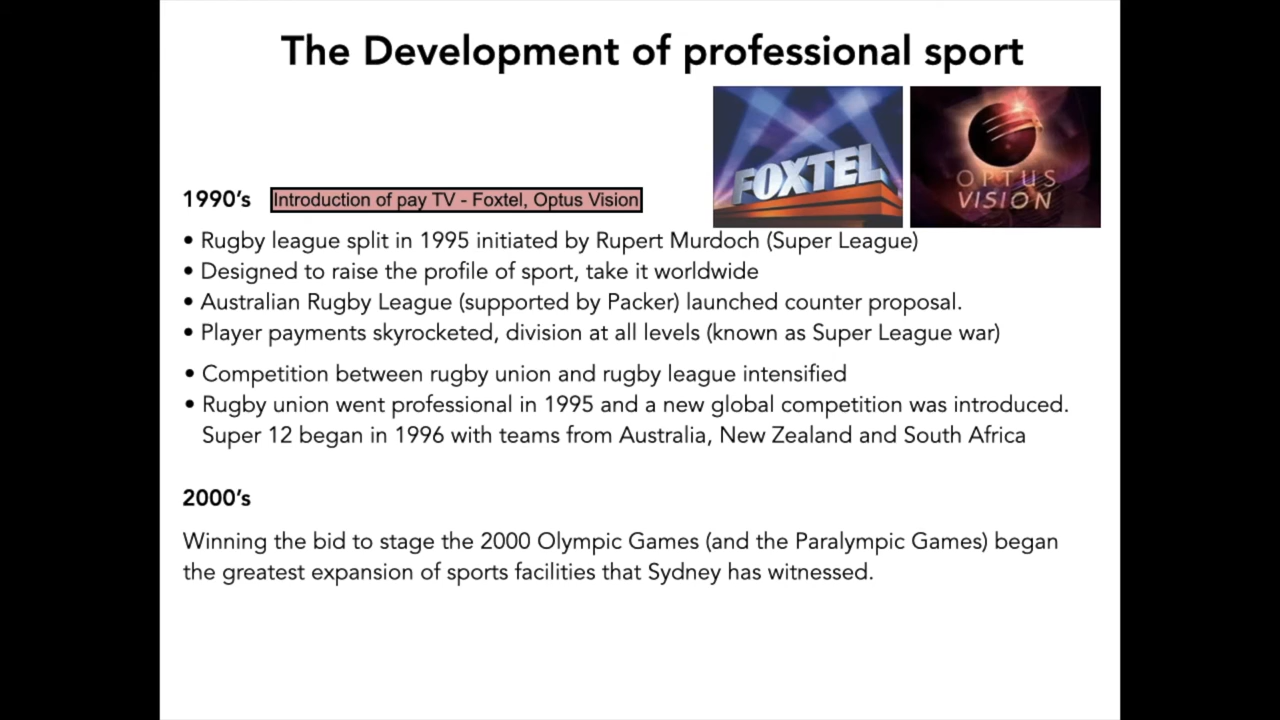 The Development of professional sport
FOXTEL
OPTUS
VISION
1990's Introduction of pay TV - Foxtel, Optus Vision
• Rugby league split in 1995 initiated by Rupert Murdoch (Super League)
• Designed to raise the profile of sport, take it worldwide
• Australian Rugby League (supported by Packer) launched counter proposal.
• Player payments skyrocketed, division at all levels (known as Super League war)
• Competition between rugby union and rugby league intensified
• Rugby union went professional in 1995 and a new global competition was introduced.
Super 12 began in 1996 with teams from Australia, New Zealand and South Africa
2000's
Winning the bid to stage the 2000 Olympic Games (and the Paralympic Games) began
the greatest expansion of sports facilities that Sydney has witnessed.